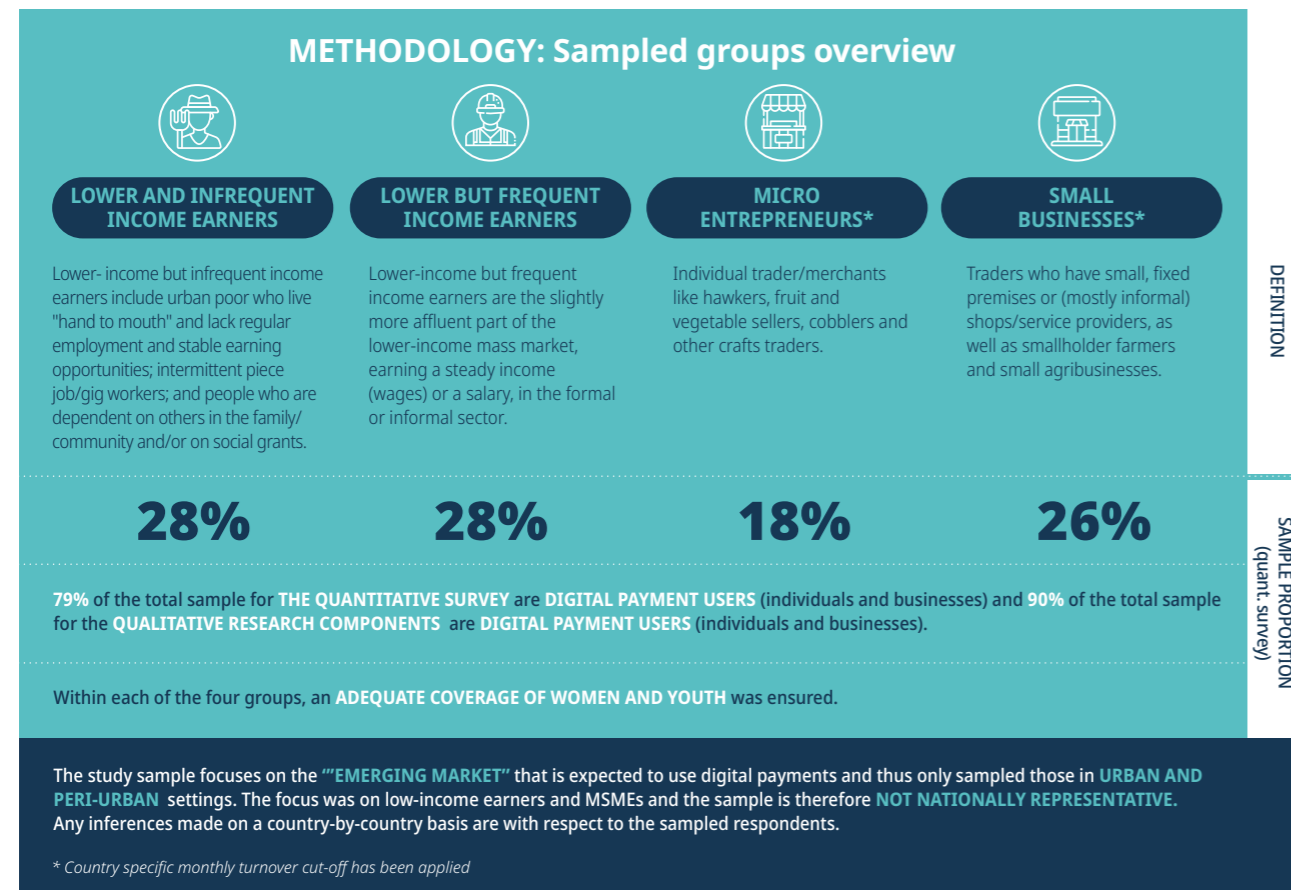 METHODOLOGY: Sampled groups overview
LOWER AND INFREQUENT
INCOME EARNERS
Lower- income but infrequent income
earners include urban poor who live
"hand to mouth" and lack regular
employment and stable earning
opportunities; intermittent piece
job/gig workers; and people who are
dependent on others in the family/
community and/or on social grants.
28%
LOWER BUT FREQUENT
INCOME EARNERS
Lower-income but frequent
income earners are the slightly
more affluent part of the
lower-income mass market,
earning a steady income
(wages) or a salary, in the formal
or informal sector.
28%
MICRO
ENTREPRENEURS*
Individual trader/merchants
like hawkers, fruit and
vegetable sellers, cobblers and
other crafts traders.
18%
SMALL
BUSINESSES*
Traders who have small, fixed
premises or (mostly informal)
shops/service providers, as
well as smallholder farmers
and small agribusinesses.
26%
DEFINITION
SAMPLE PROPORTION
(quant. survey)
79% of the total sample for THE QUANTITATIVE SURVEY are DIGITAL PAYMENT USERS (individuals and businesses) and 90% of the total sample
for the QUALITATIVE RESEARCH COMPONENTS are DIGITAL PAYMENT USERS (individuals and businesses).
Within each of the four groups, an ADEQUATE COVERAGE OF WOMEN AND YOUTH was ensured.
The study sample focuses on the “”EMERGING MARKET” that is expected to use digital payments and thus only sampled those in URBAN AND
PERI-URBAN settings. The focus was on low-income earners and MSMEs and the sample is therefore NOT NATIONALLY REPRESENTATIVE.
Any inferences made on a country-by-country basis are with respect to the sampled respondents.
* Country specific monthly turnover cut-off has been applied